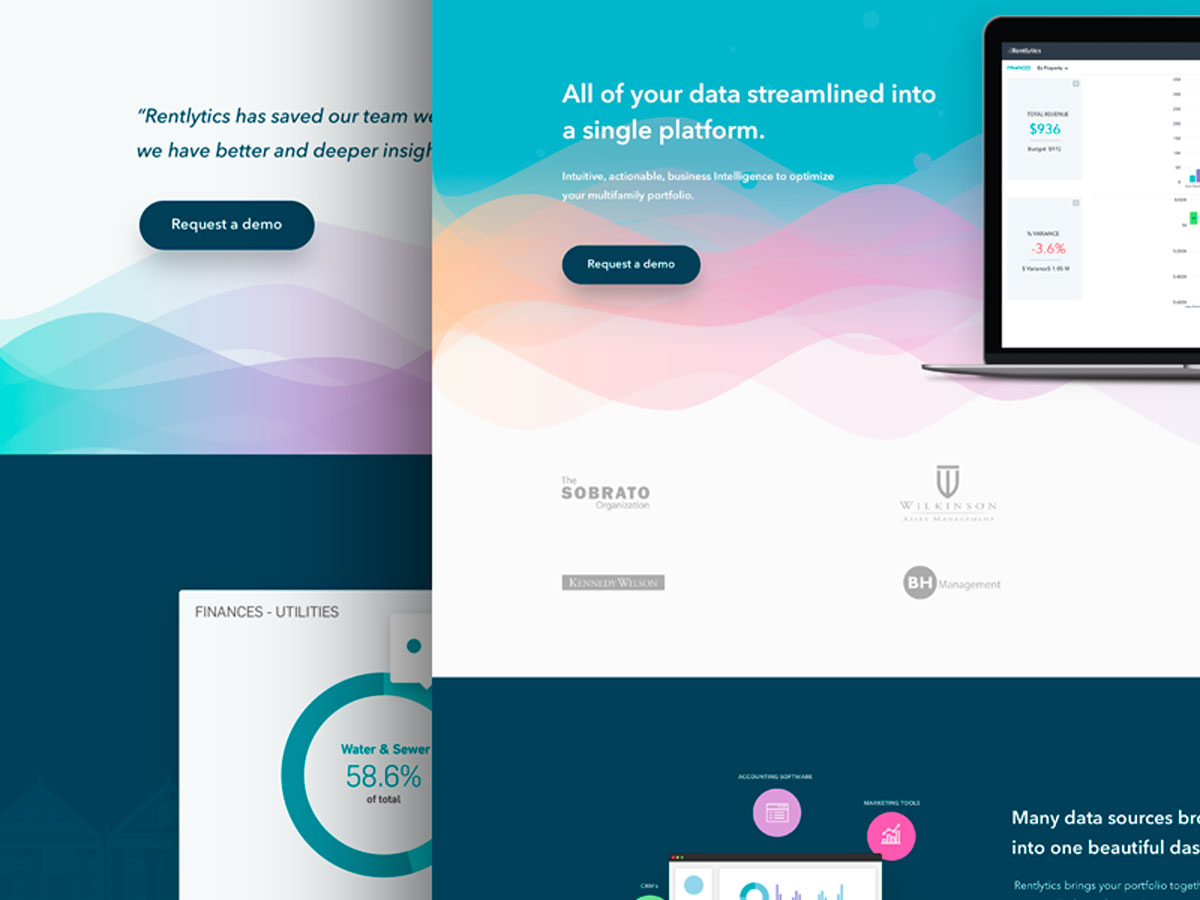 “Rentlytics has saved our team we
we have better and deeper insigh
Request a demo
FINANCES - UTILITIES
Water & Sewer
58.6%
of total
All of your data streamlined into
a single platform.
Intuitive, actionable, business Intelligence to optimize
your multifamily portfolio.
Request a demo
Rentlytics
FINANCES By Property
TOTAL REVENUE
$936
Budget $972
% VARIANCE
-3.6%
$ Variance$ 1.85 M
The
SOBRATO
Organization
WILKINSON
ASSET MANAGEMENT
KENNEDY WILSON
BH Management
ACCOUNTING SOFTWARE
MARKETING TOOLS
CRM's
Many data sources bro
into one beautiful das
Rentlytics brings your portfolio togeth